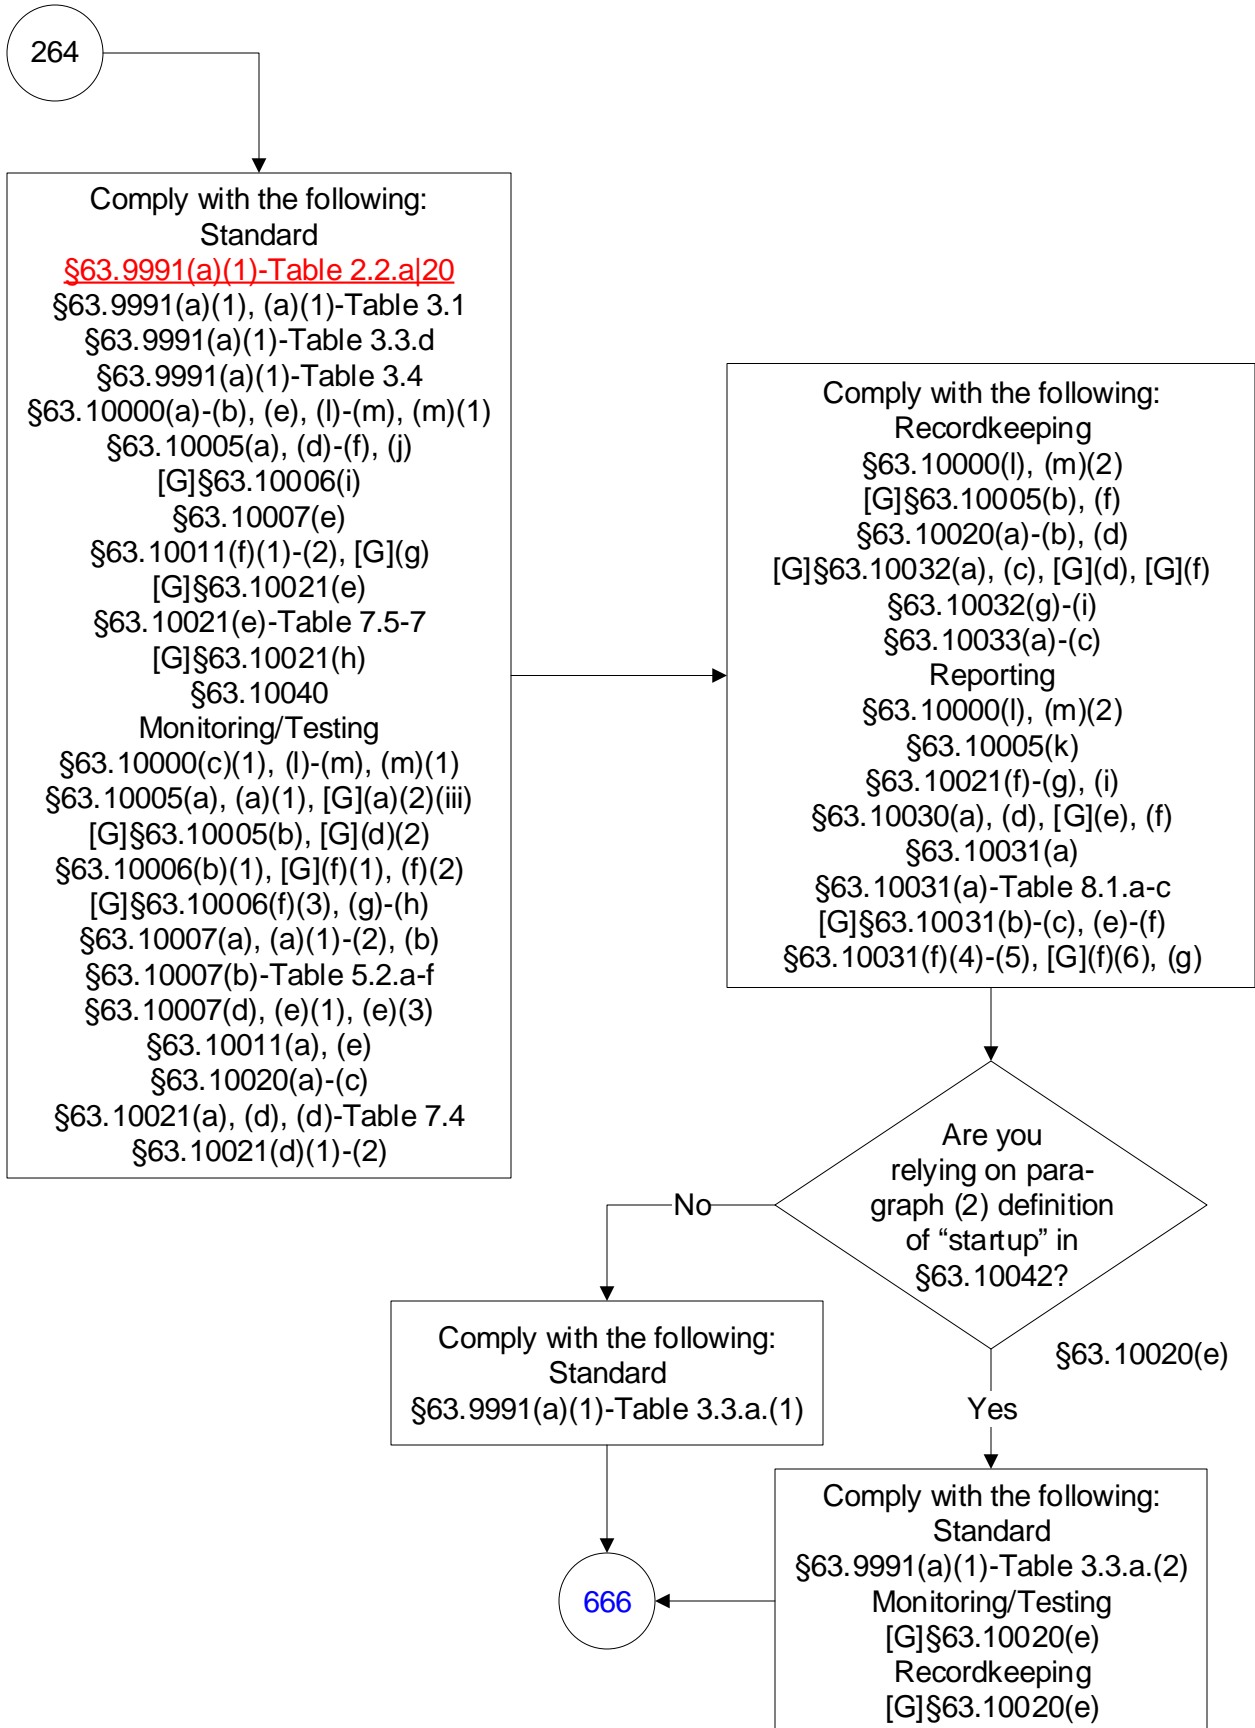 264
Comply with the following:
Standard
§63.9991(a)(1)-Table 2.2.a|20
§63.9991(a)(1), (a)(1)-Table 3.1
§63.9991(a)(1)-Table 3.3.d
§63.9991(a)(1)-Table 3.4
§63.10000(a)-(b), (e), (l)-(m), (m)(1)
§63.10005(a), (d)-(f), (j)
[G]§63.10006(i)
§63.10007(e)
§63.10011(f)(1)-(2), [G](g)
[G]§63.10021(e)
§63.10021(e)-Table 7.5-7
[G]§63.10021(h)
§63.10040
Monitoring/Testing
§63.10000(c)(1), (l)-(m), (m)(1)
§63.10005(a), (a)(1), [G](a)(2)(iii)
[G]§63.10005(b), [G](d)(2)
§63.10006(b)(1), [G](f)(1), (f)(2)
[G]§63.10006(f)(3), (g)-(h)
§63.10007(a), (a)(1)-(2), (b)
§63.10007(b)-Table 5.2.a-f
§63.10007(d), (e)(1), (e)(3)
§63.10011(a), (e)
§63.10020(a)-(c)
§63.10021(a), (d), (d)-Table 7.4
§63.10021(d)(1)-(2)
Comply with the following:
Recordkeeping
§63.10000(l), (m)(2)
[G]§63.10005(b), (f)
§63.10020(a)-(b), (d)
[G]§63.10032(a), (c), [G](d), [G](f)
§63.10032(g)-(i)
§63.10033(a)-(c)
Reporting
§63.10000(l), (m)(2)
§63.10005(k)
§63.10021(f)-(g), (i)
§63.10030(a), (d), [G](e), (f)
§63.10031(a)
§63.10031(a)-Table 8.1.a-c
[G]§63.10031(b)-(c), (e)-(f)
§63.10031(f)(4)-(5), [G](f)(6), (g)
Are you
relying on para-
graph (2) definition
of “startup” in
§63.10042?
§63.10020(e)
No
Yes
Comply with the following:
Standard
§63.9991(a)(1)-Table 3.3.a.(1)
Comply with the following:
Standard
§63.9991(a)(1)-Table 3.3.a.(2)
Monitoring/Testing
[G]§63.10020(e)
Recordkeeping
[G]§63.10020(e)
666